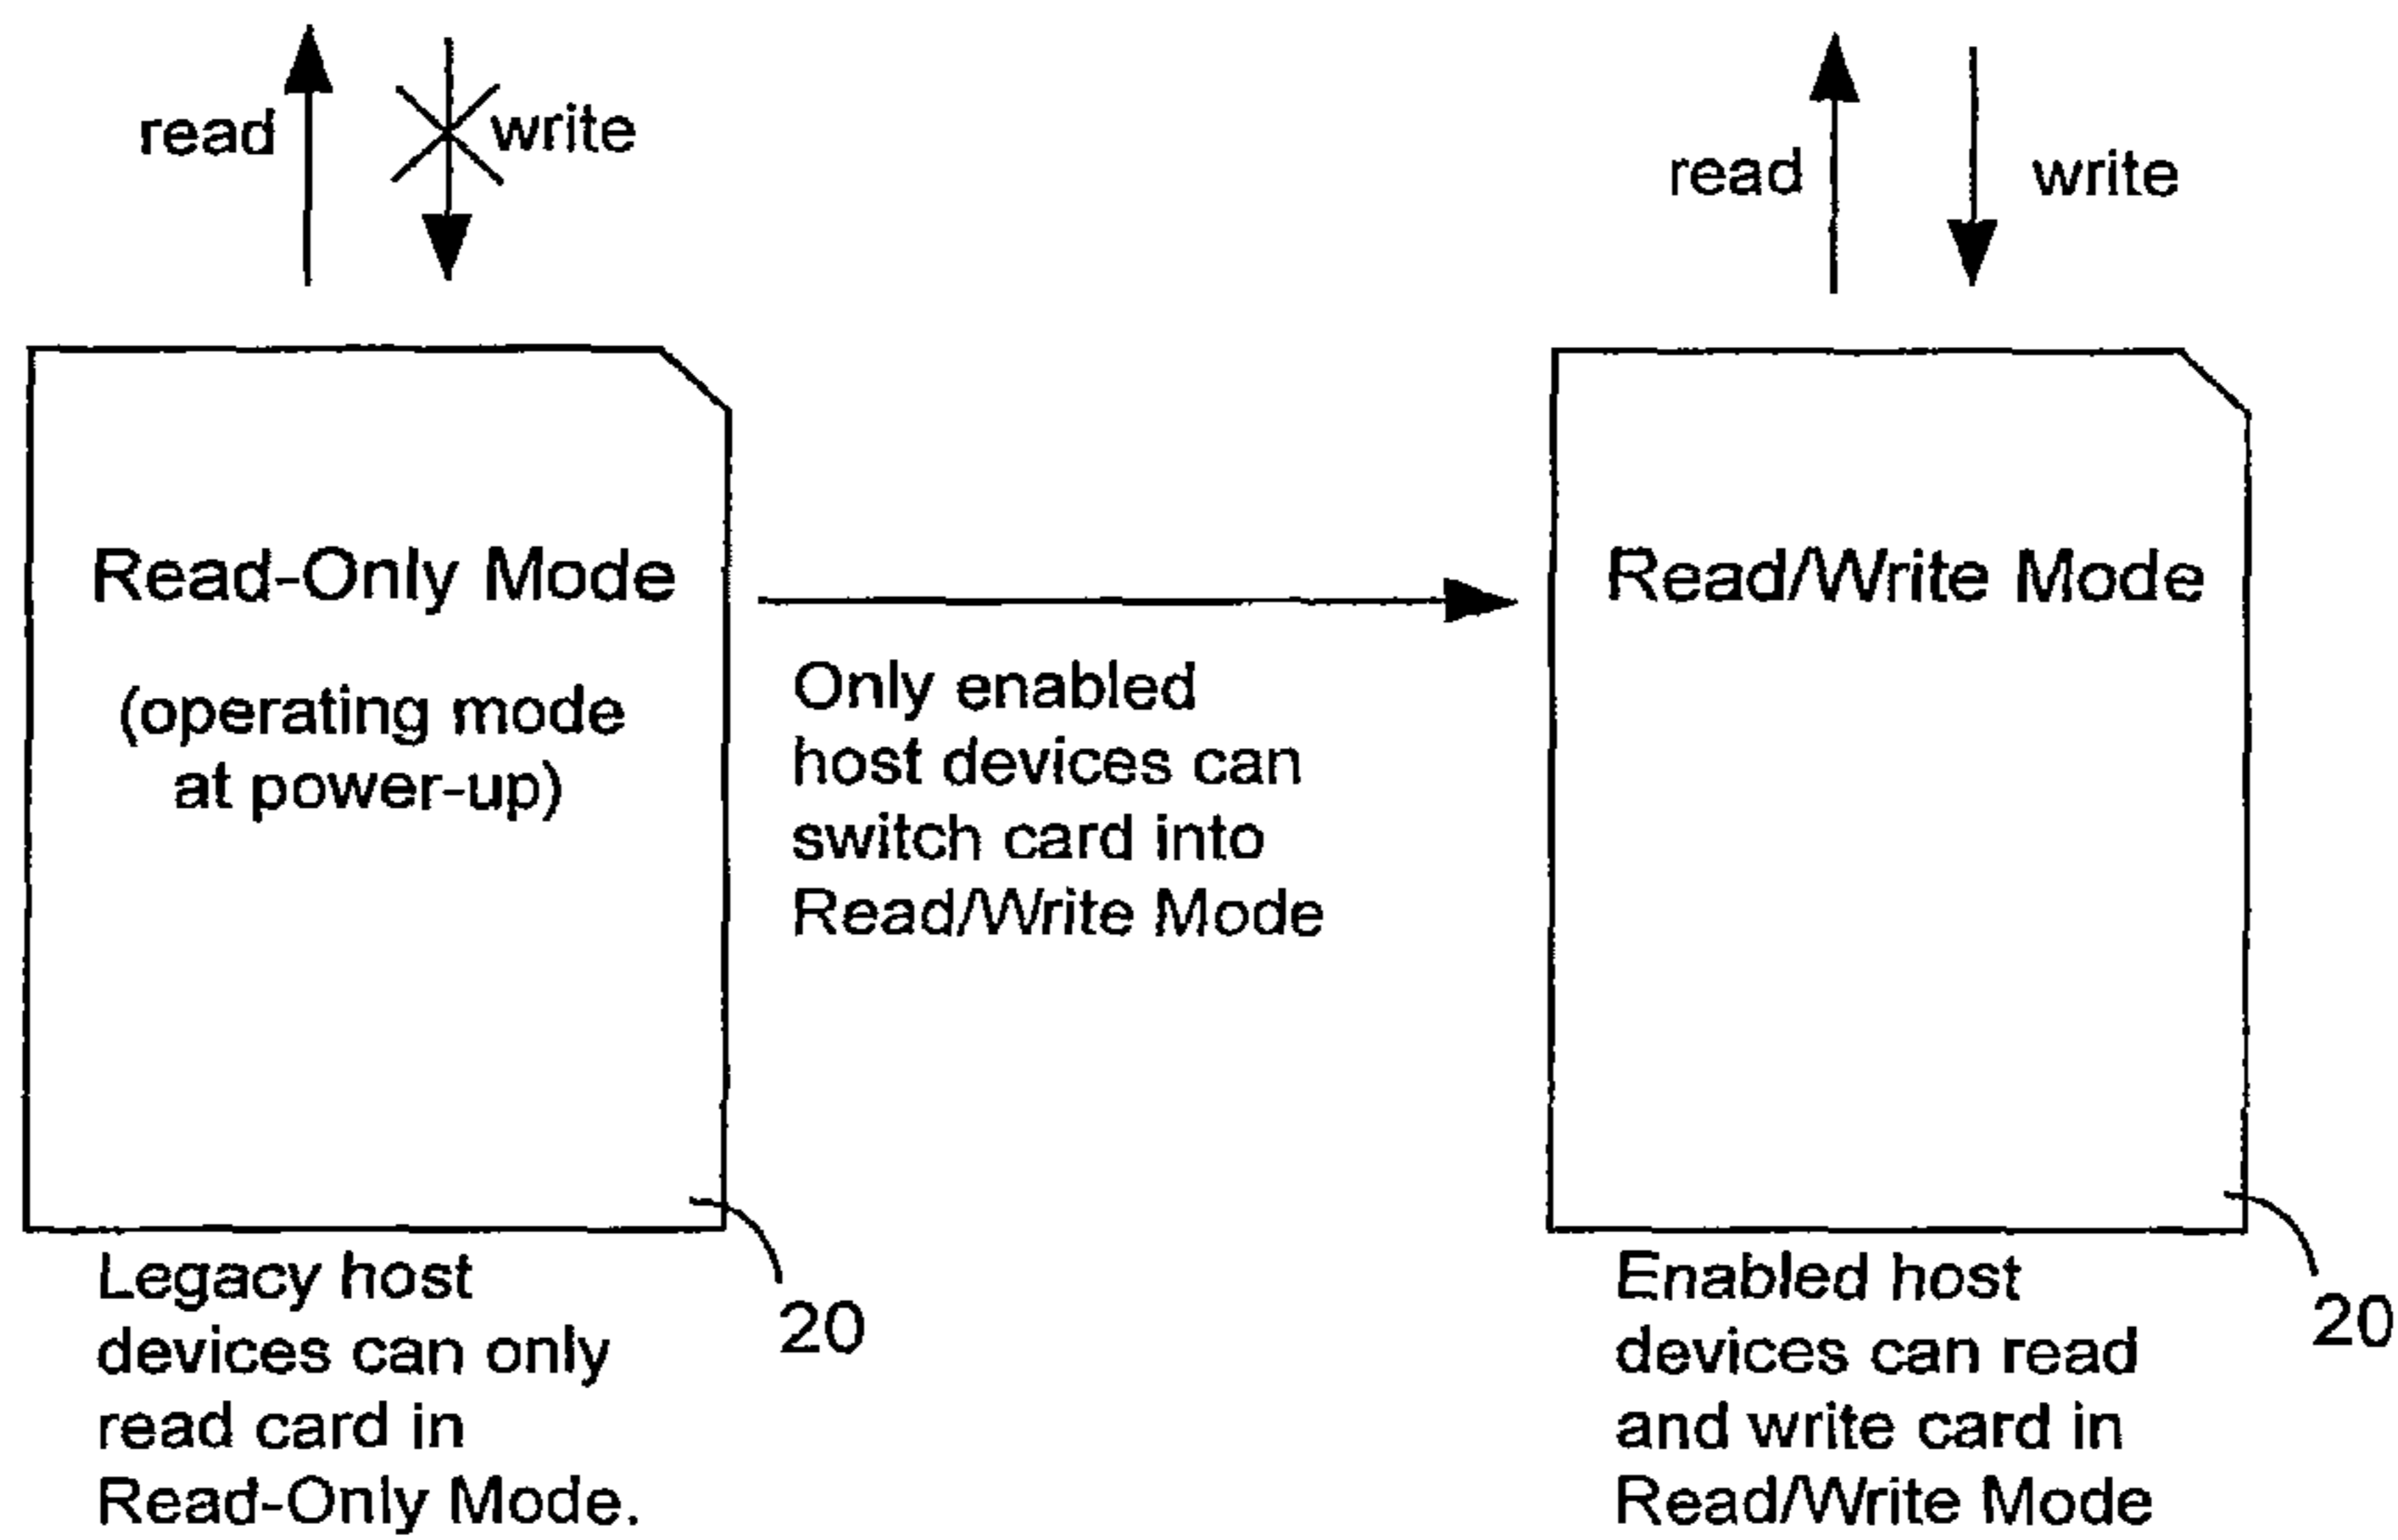 read
write
read
write
Read-Only Mode
(operating mode
at power-up)
Only enabled
host devices can
switch card into
Read/Write Mode
Read/Write Mode
Legacy host
devices can only
read card in
Read-Only Mode.
20
Enabled host
devices can read
and write card in
Read/Write Mode
20